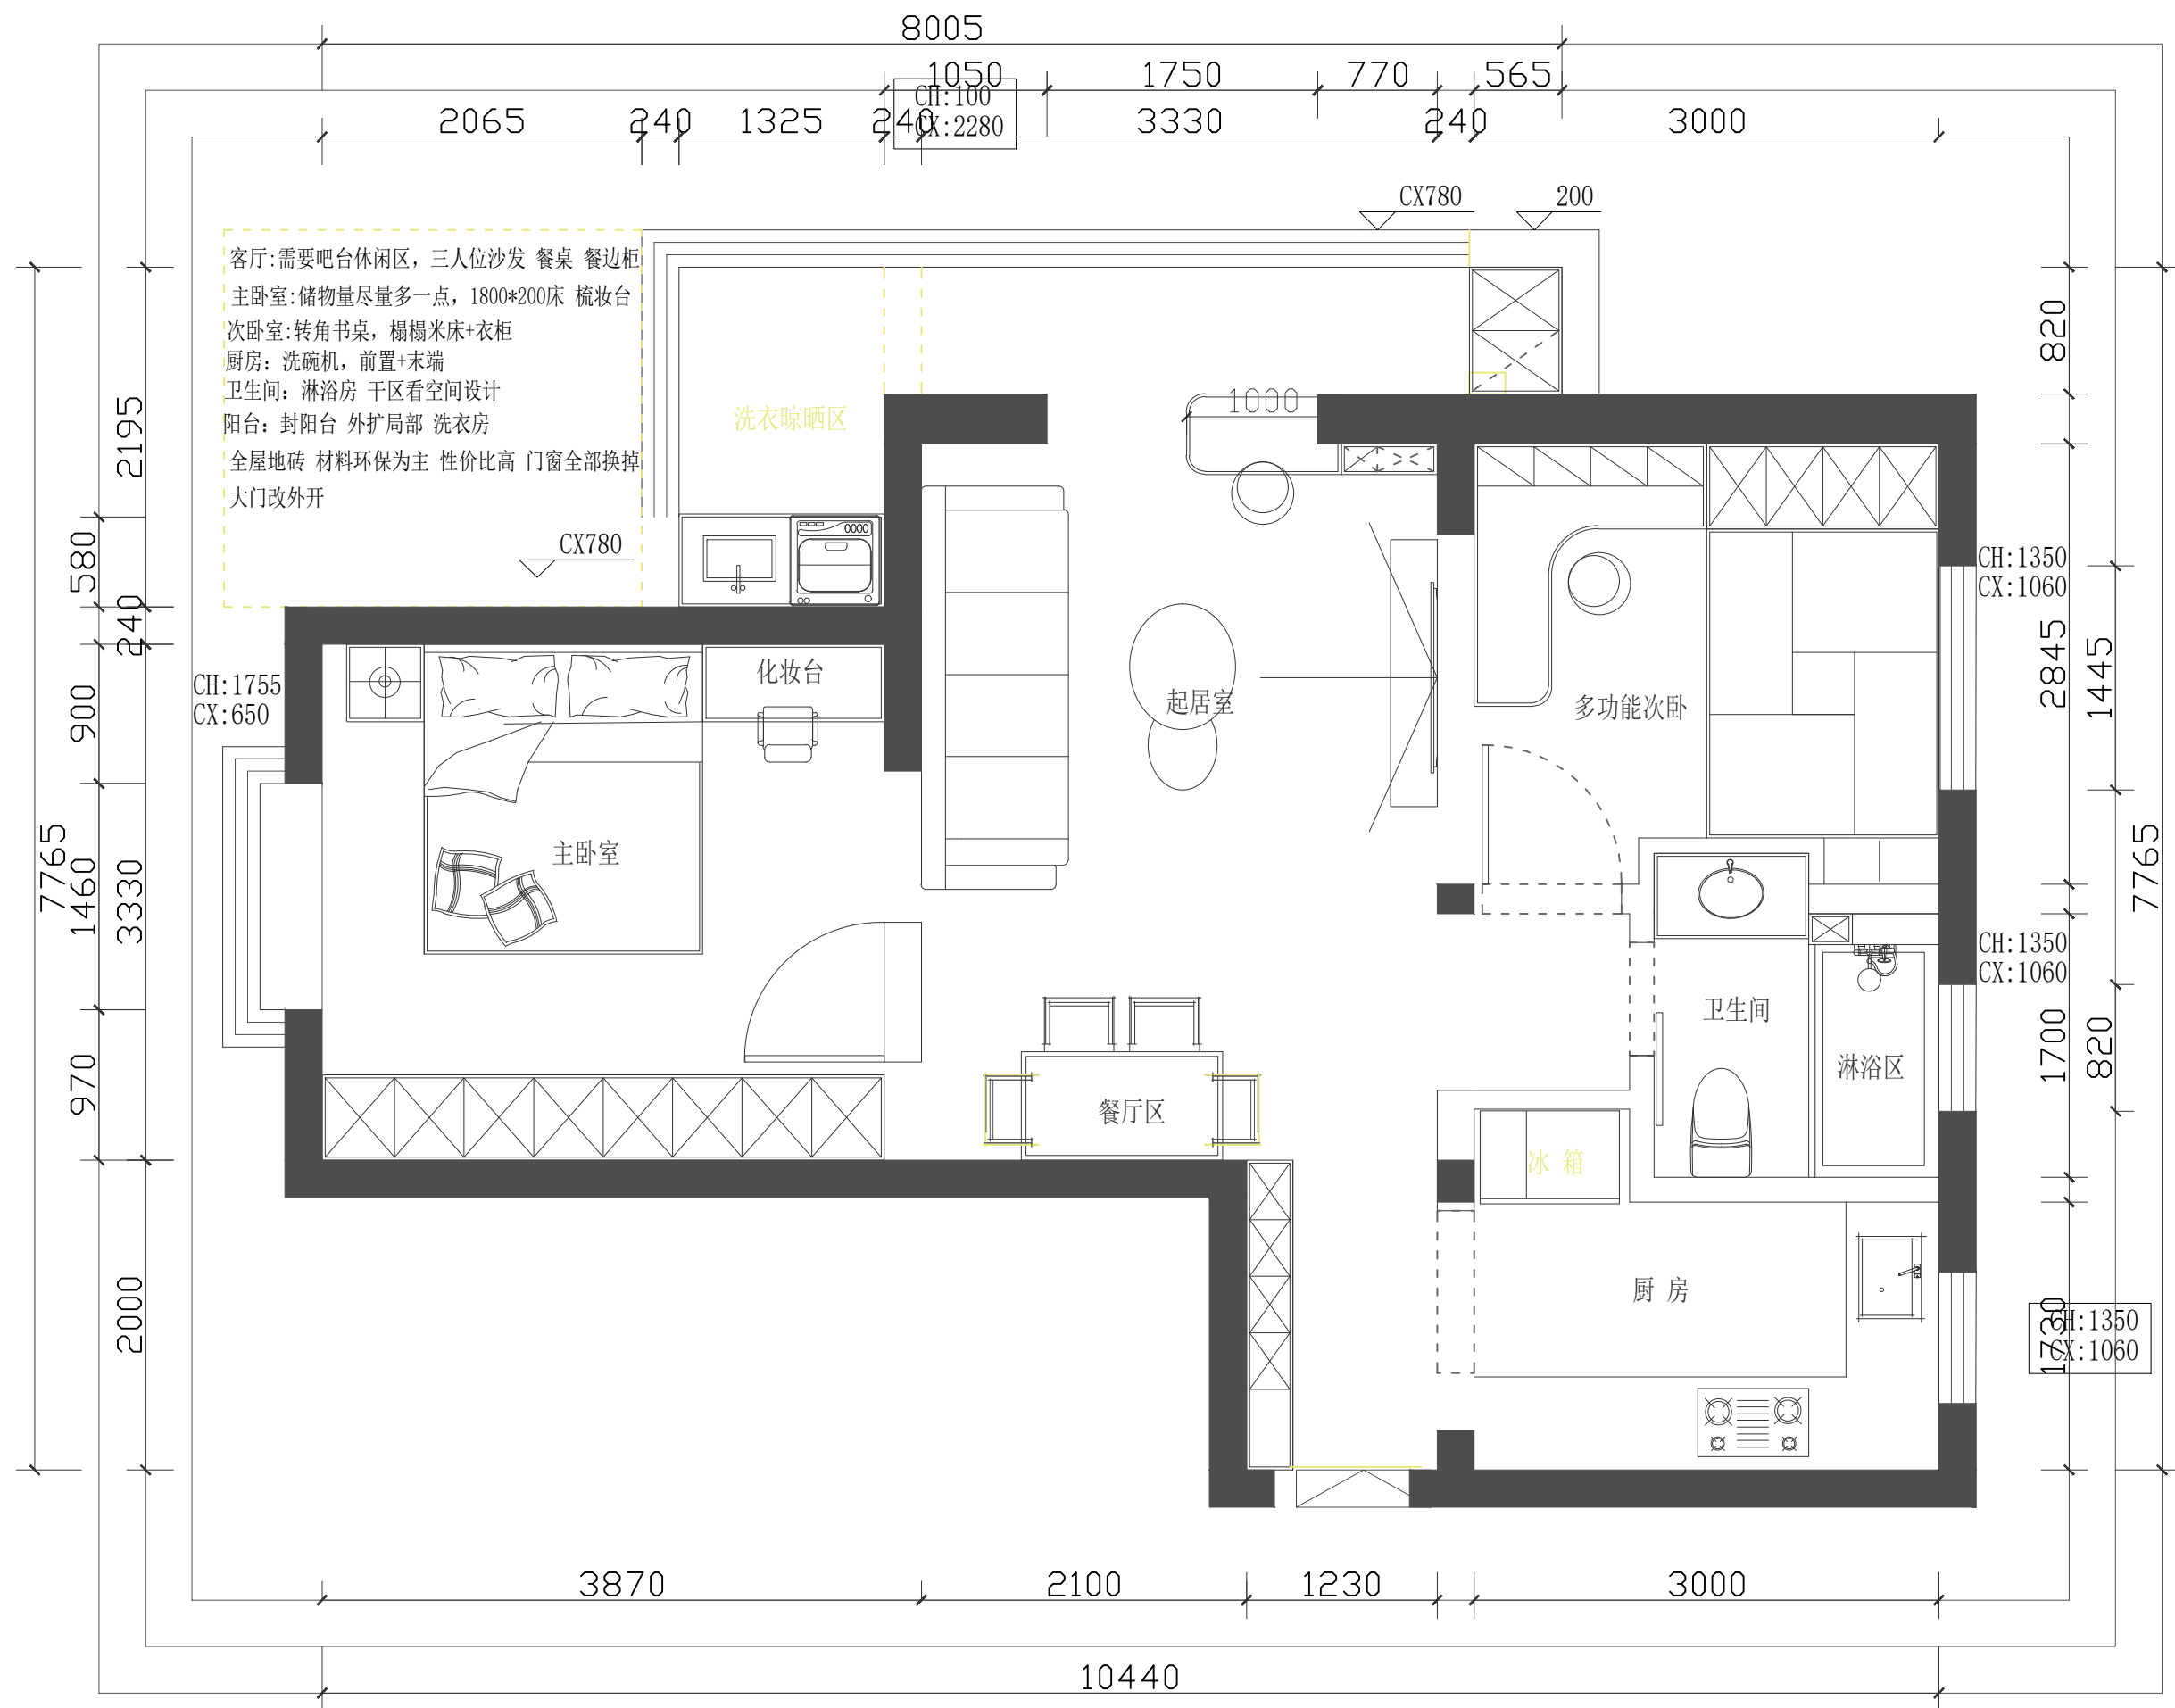 8005
1050
1750
770
565
CH:100
CX:2280
2065
240
1325
240
3330
240
3000
CX780
200
客厅:需要吧台休闲区，三人位沙发 餐桌 餐边柜
主卧室:储物量尽量多一点，1800*200床 梳妆台
次卧室:转角书桌，榻榻米床+衣柜
厨房：洗碗机，前置+末端
卫生间：淋浴房 干区看空间设计
阳台：封阳台 外扩局部 洗衣房
全屋地砖 材料环保为主 性价比高 门窗全部换掉
大门改外开
820
1000
洗衣晾晒区
2195
CX780
580
240
CH:1350
CX:1060
2845
1445
CH:1755
CX:650
900
化妆台
起居室
多功能次卧
7765
1460
3330
主卧室
7765
CH:1350
CX:1060
卫生间
淋浴区
1700
820
970
餐厅区
冰 箱
2000
厨 房
1730
CH:1350
CX:1060
3870
2100
1230
3000
10440